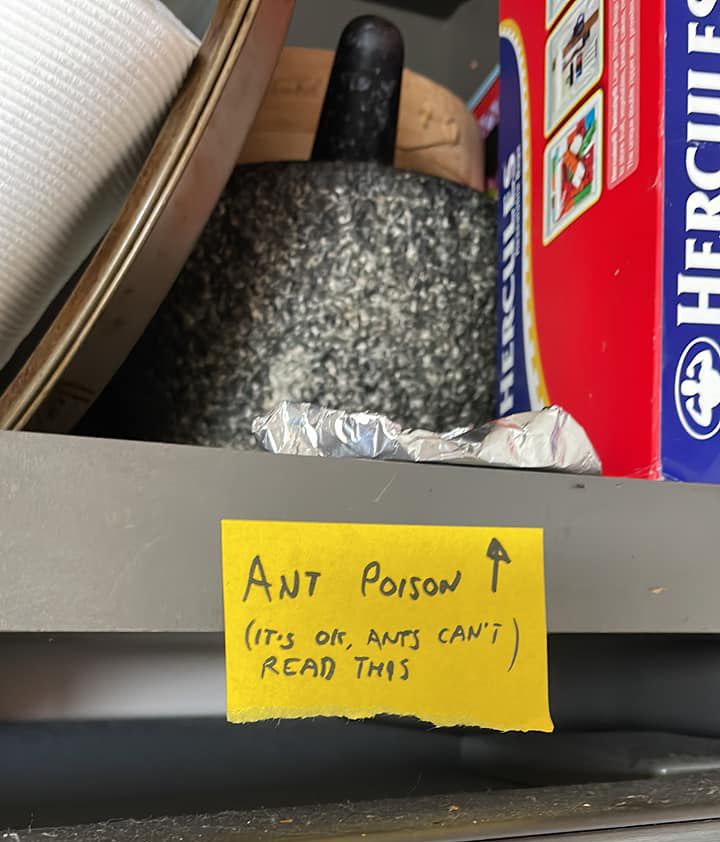 HERCULES
HERCULES
ANT POISON ↑
(IT'S OK, ANTS CAN'T)
READ THIS